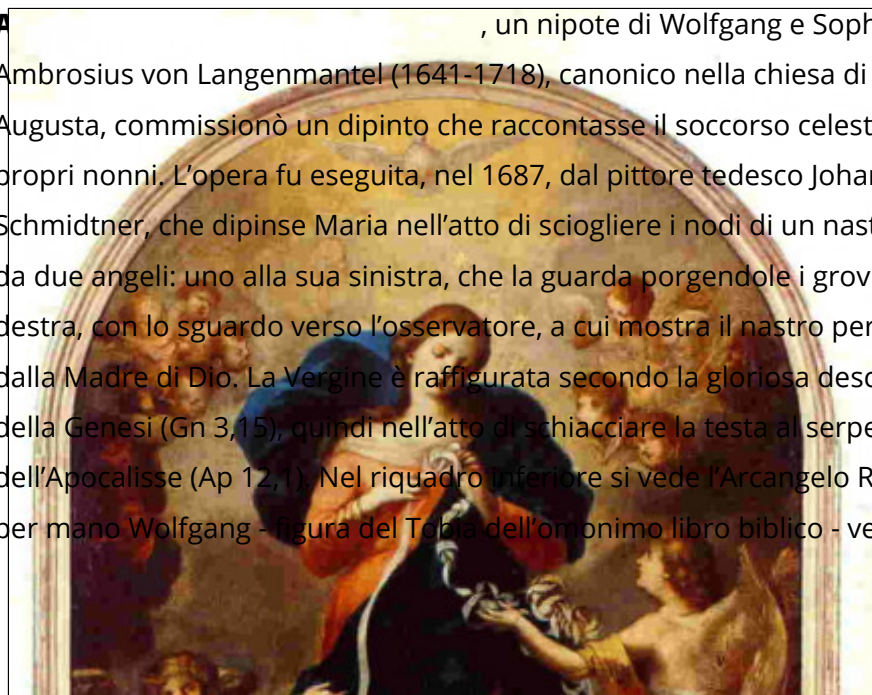 A , un nipote di Wolfgang e Soph
Ambrosius von Langenmantel (1641-1718), canonico nella chiesa di
Augusta, commissionò un dipinto che raccontasse il soccorso celest
propri nonni. L’opera fu eseguita, nel 1687, dal pittore tedesco Johan
Schmidtner, che dipinse Maria nell’atto di sciogliere i nodi di un nast
da due angeli: uno alla sua sinistra, che la guarda porgendole i grov
destra, con lo sguardo verso l’osservatore, a cui mostra il nastro per
dalla Madre di Dio. La Vergine è raffigurata secondo la gloriosa desc
della Genesi (Gn 3,15), quindi nell’atto di schiacciare la testa al serpe
dell’Apocalisse (Ap 12,1). Nel riquadro inferiore si vede l’Arcangelo R
per mano Wolfgang - figura del Tobia dell’omonimo libro biblico - ve